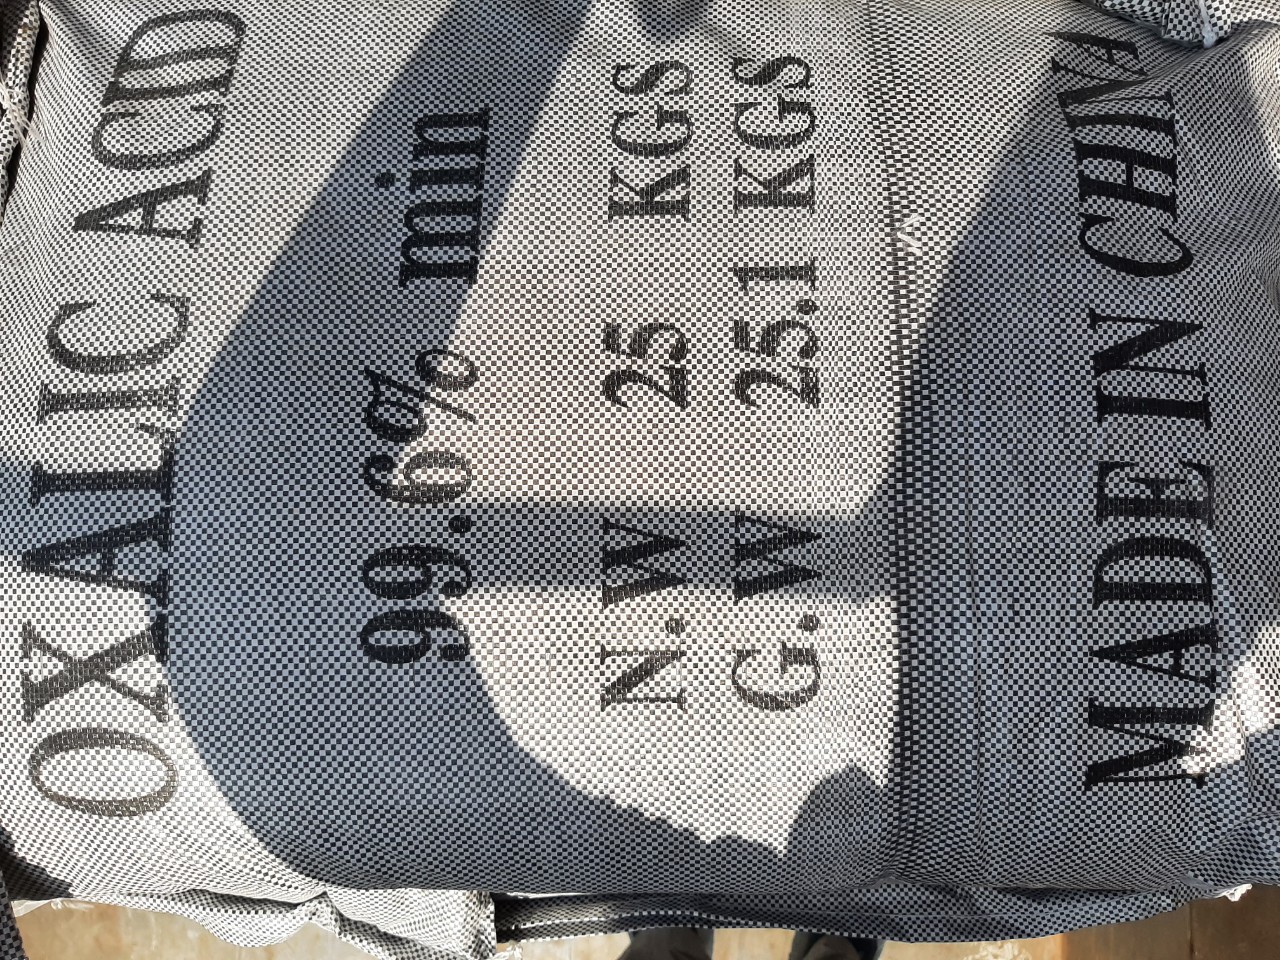 OXALIC ACID
99.6% min
N.W 25 KGS
G.W 25.1 KGS
MADE IN CHINA